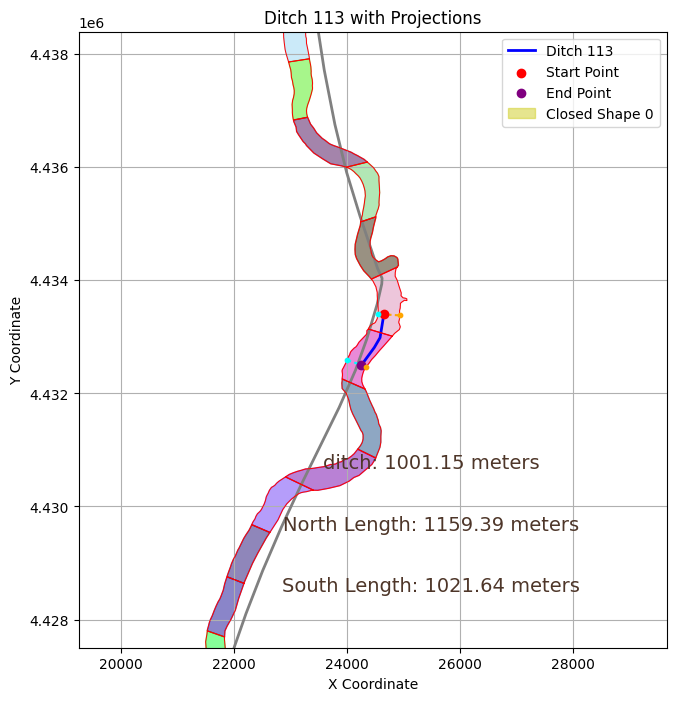 Ditch 113 with Projections
1e6
Ditch 113
Start Point
End Point
Closed Shape 0
4.438
4.436
4.434
4.432
4.430
4.428
Y Coordinate
ditch: 1001.15 meters
North Length: 1159.39 meters
South Length: 1021.64 meters
20000 22000 24000 26000 28000
X Coordinate